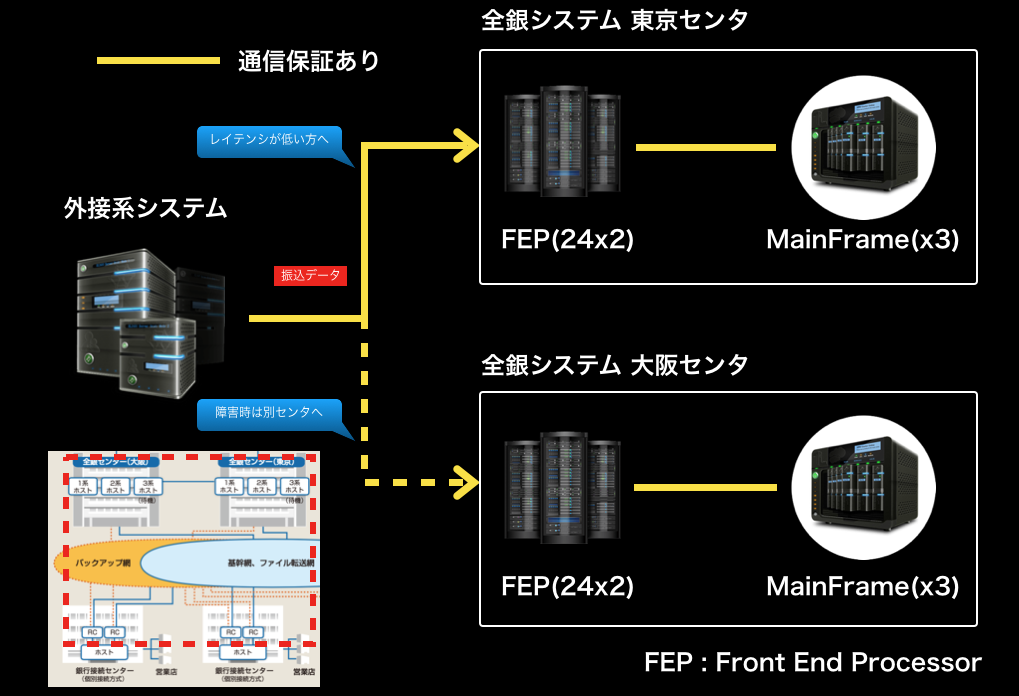 全銀システム 東京センタ
通信保証あり
レイテンシが低い方へ
外接系システム
FEP(24x2)
MainFrame(x3)
振込データ
全銀システム 大阪センタ
障害時は別センタへ
FEP(24x2)
MainFrame(x3)
FEP : Front End Processor
全銀センター(大阪)
全銀センター(東京)
1系
ホスト
2系
ホスト
3系
ホスト
(待機)
1系
ホスト
2系
ホスト
3系
ホスト
(待機)
バックアップ網
基幹網、ファイル転送網
RC
RC
ホスト
RC
RC
ホスト
銀行接続センター
(個別接続方式)
営業店
銀行接続センター
(個別接続方式)
営業店